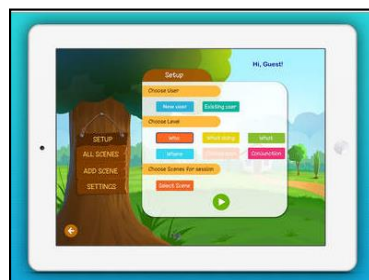 Hi, Guest!
Setup
Choose User
New user
Existing user
Choose Level
Who
What doing
What
Where
Conjunction
Choose Scenes for session
Select Scene
SETUP
ALL SCENES
ADD SCENE
SETTINGS